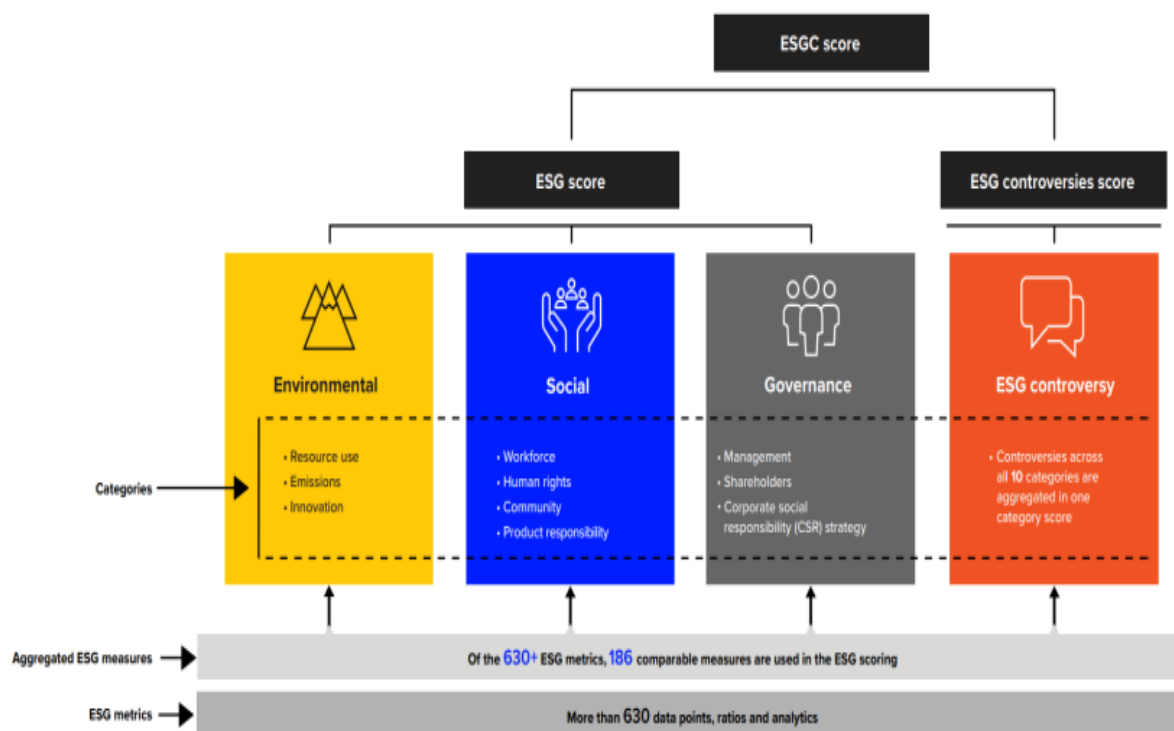 ESGC score
ESG score
ESG controversies score
Environmental
Social
Governance
ESG controversy
Categories
• Resource use
• Emissions
• Innovation
• Workforce
• Human rights
• Community
• Product responsibility
• Management
• Shareholders
• Corporate social
responsibility (CSR) strategy
• Controversies across
all 10 categories are
aggregated in one
category score
Aggregated ESG measures
Of the 630+ ESG metrics, 186 comparable measures are used in the ESG scoring
ESG metrics
More than 630 data points, ratios and analytics